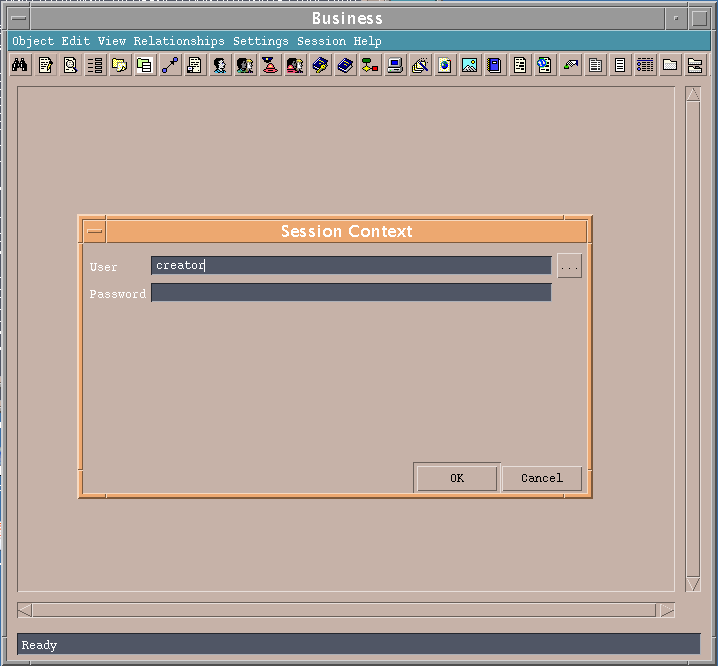 Business
Object Edit View Relationships Settings Session Help
Session Context
User creator ...
Password
OK Cancel
Ready